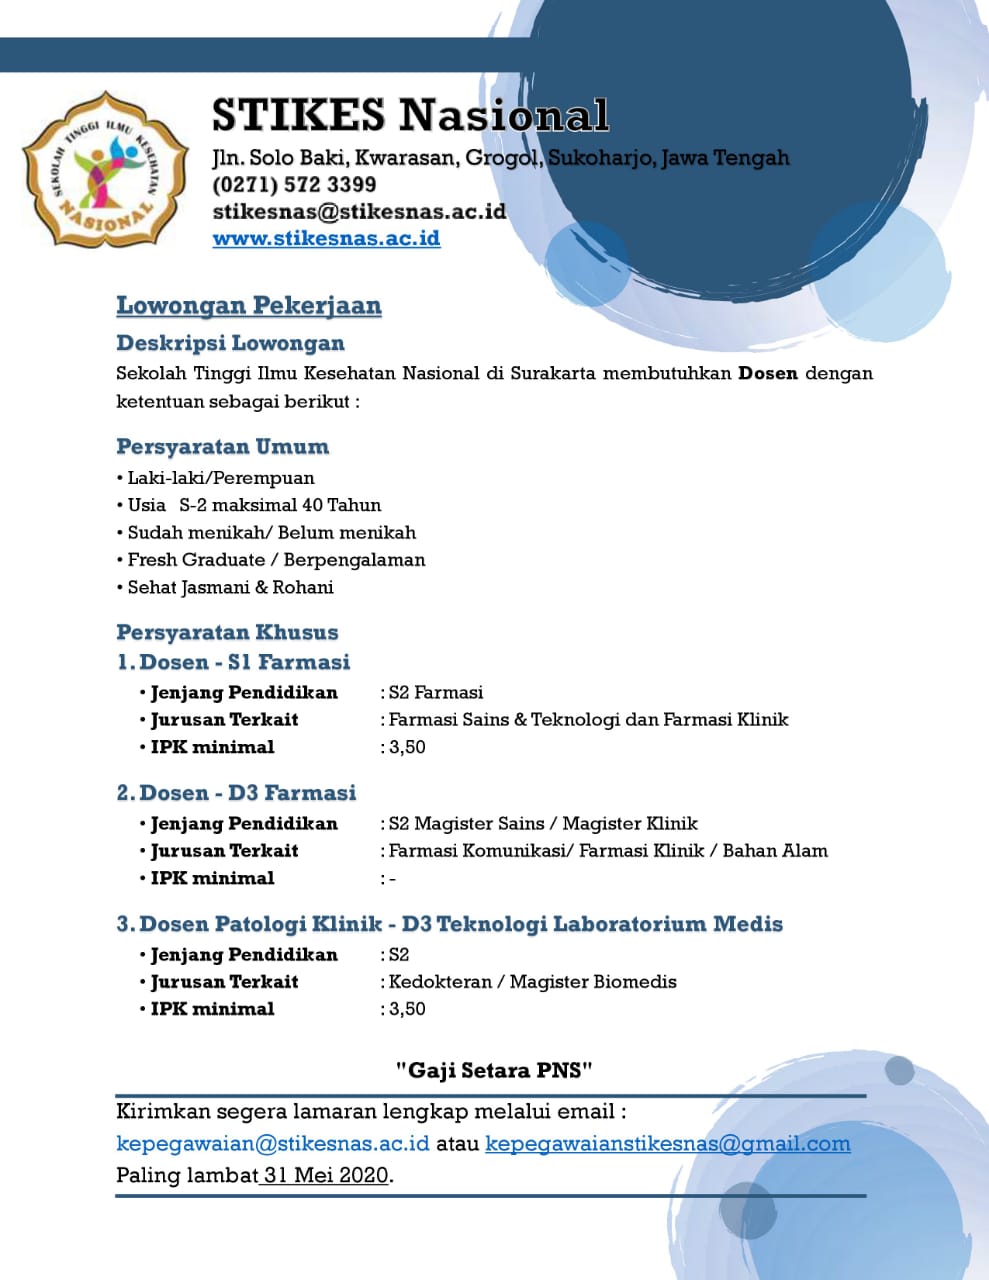 SEKOLAH TINGGI ILMU KESEHATAN
NASIONAL
STIKES Nasional
Jln. Solo Baki, Kwarasan, Grogol, Sukoharjo, Jawa Tengah
(0271) 572 3399
stikesnas@stikesnas.ac.id
www.stikesnas.ac.id
Lowongan Pekerjaan
Deskripsi Lowongan
Sekolah Tinggi Ilmu Kesehatan Nasional di Surakarta membutuhkan Dosen dengan
ketentuan sebagai berikut :
Persyaratan Umum
• Laki-laki/Perempuan
• Usia S-2 maksimal 40 Tahun
• Sudah menikah/ Belum menikah
• Fresh Graduate / Berpengalaman
• Sehat Jasmani & Rohani
Persyaratan Khusus
1. Dosen - S1 Farmasi
• Jenjang Pendidikan : S2 Farmasi
• Jurusan Terkait : Farmasi Sains & Teknologi dan Farmasi Klinik
• IPK minimal : 3,50
2. Dosen - D3 Farmasi
• Jenjang Pendidikan : S2 Magister Sains / Magister Klinik
• Jurusan Terkait : Farmasi Komunikasi/ Farmasi Klinik / Bahan Alam
• IPK minimal : -
3. Dosen Patologi Klinik - D3 Teknologi Laboratorium Medis
• Jenjang Pendidikan : S2
• Jurusan Terkait : Kedokteran / Magister Biomedis
• IPK minimal : 3,50
"Gaji Setara PNS"
Kirimkan segera lamaran lengkap melalui email :
kepegawaian@stikesnas.ac.id atau kepegawaianstikesnas@gmail.com
Paling lambat 31 Mei 2020.